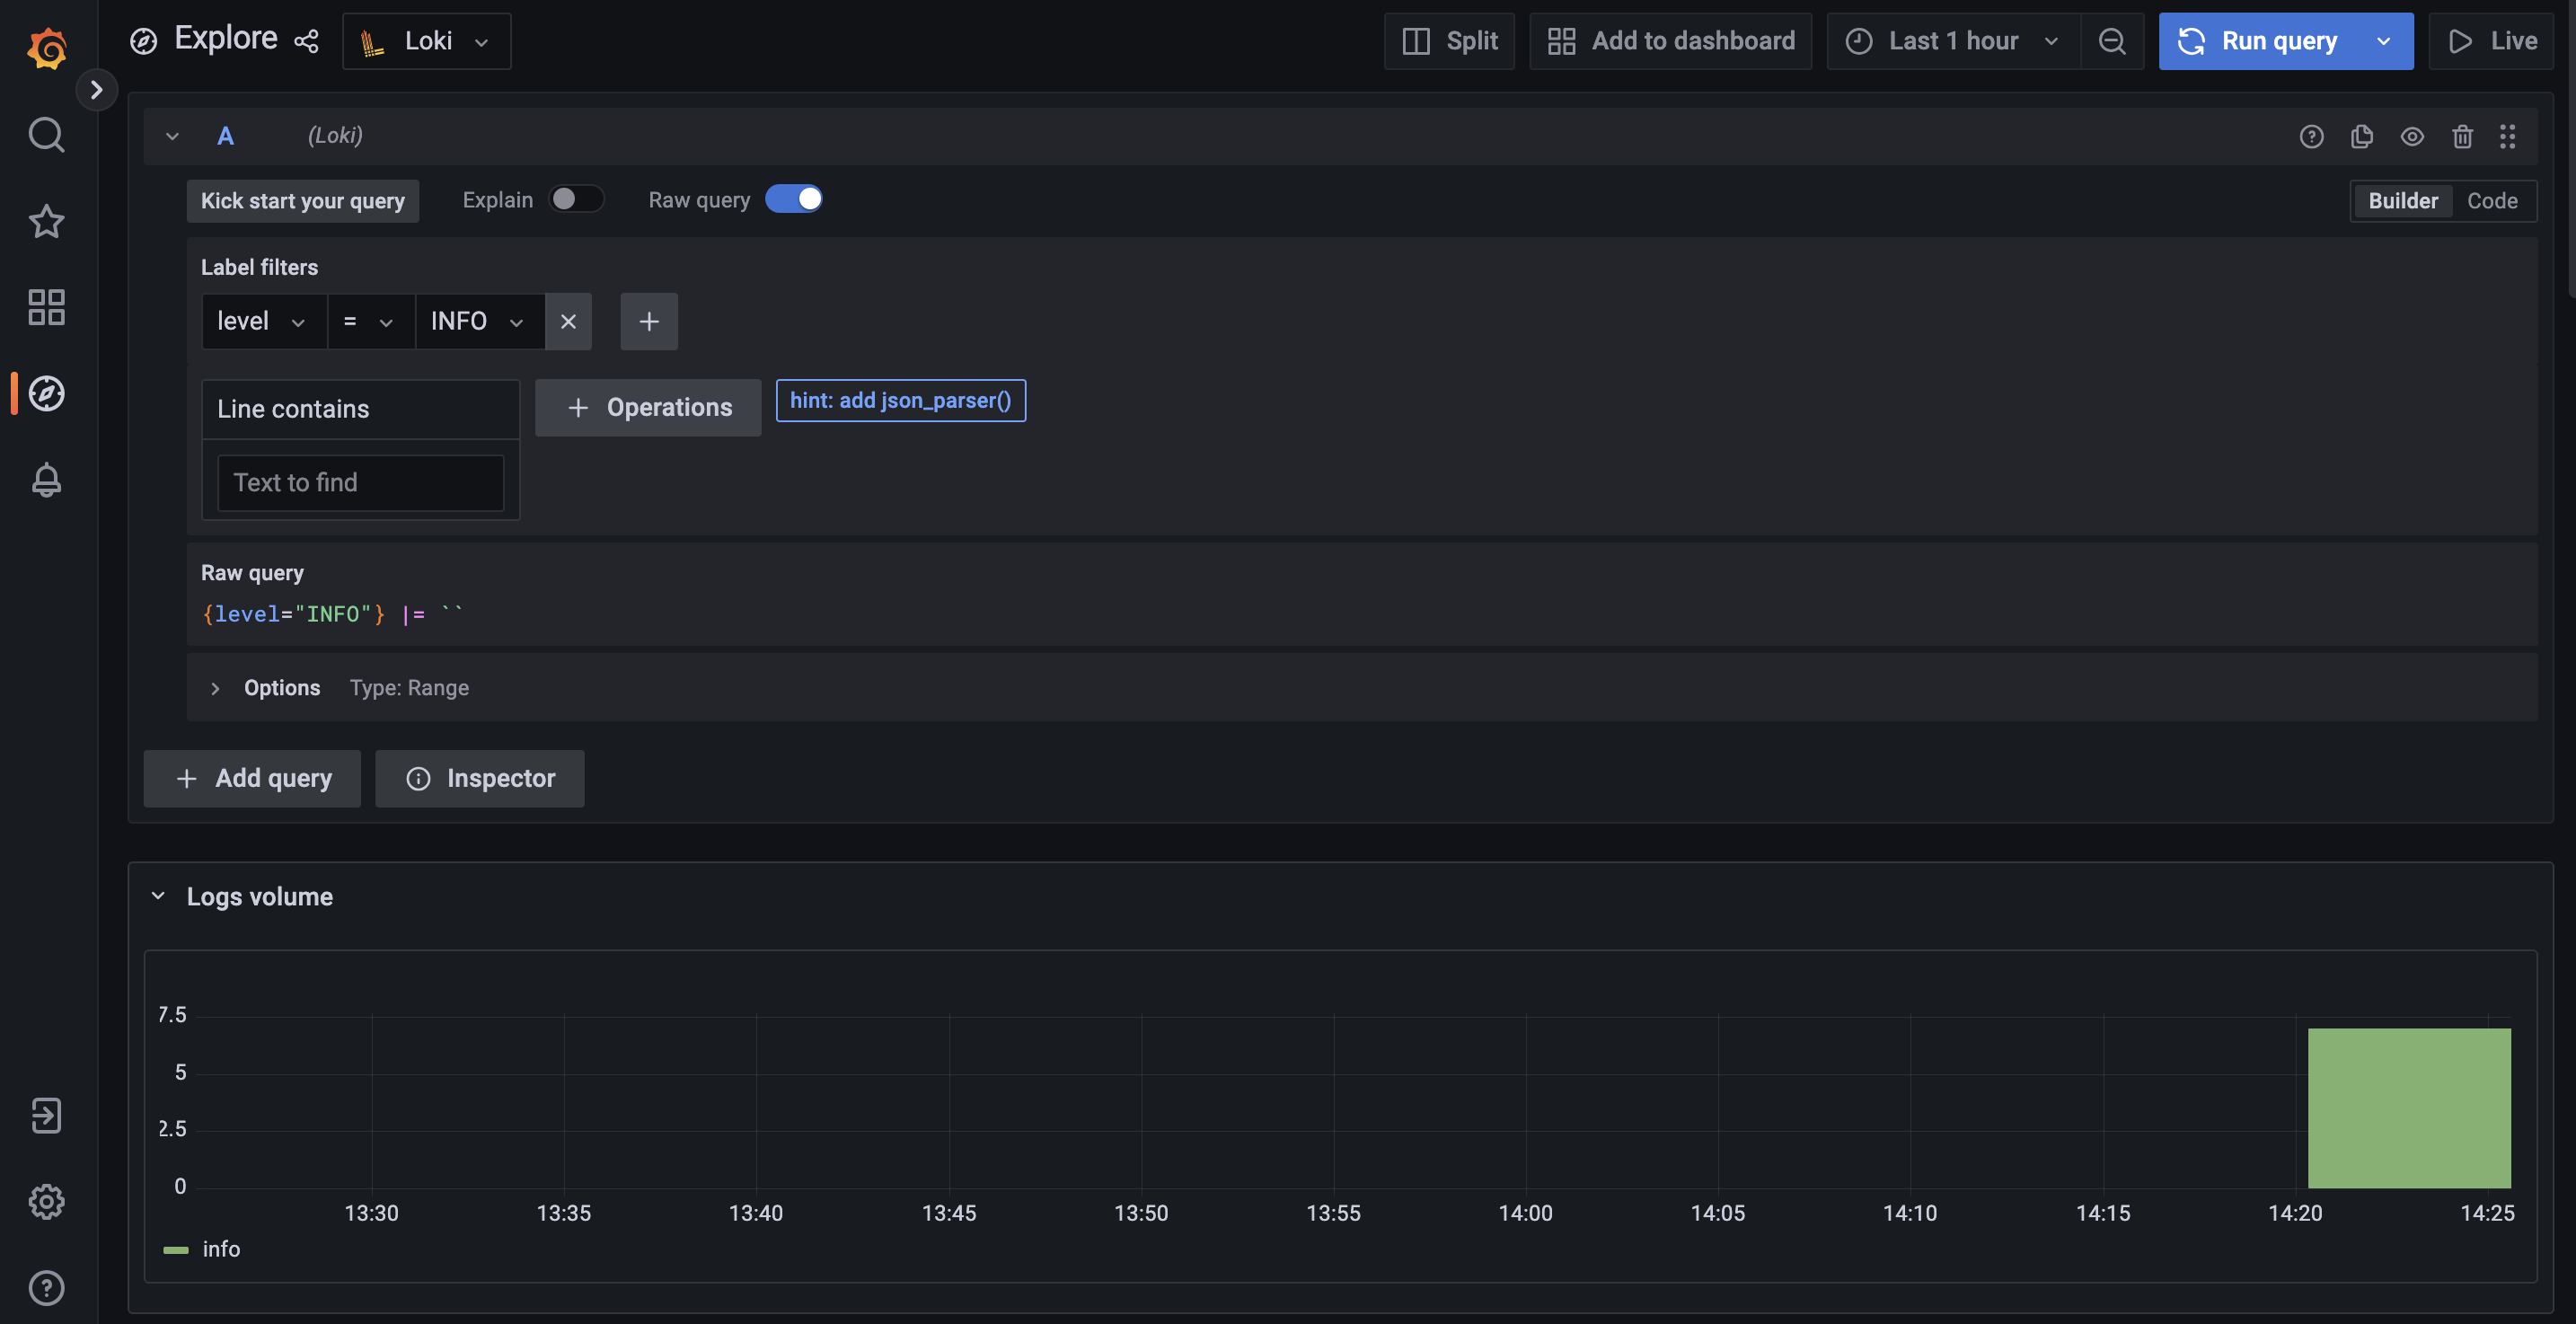 Explore Loki Split Add to dashboard Last 1 hour Run query Live
A (Loki)
Kick start your query Explain Raw query Builder Code
Label filters
level = INFO
Line contains + Operations hint: add json_parser()
Text to find
Raw query
{level="INFO"} |= ``
Options Type: Range
+ Add query Inspector
Logs volume
7.5
5
2.5
0
13:30 13:35 13:40 13:45 13:50 13:55 14:00 14:05 14:10 14:15 14:20 14:25
info